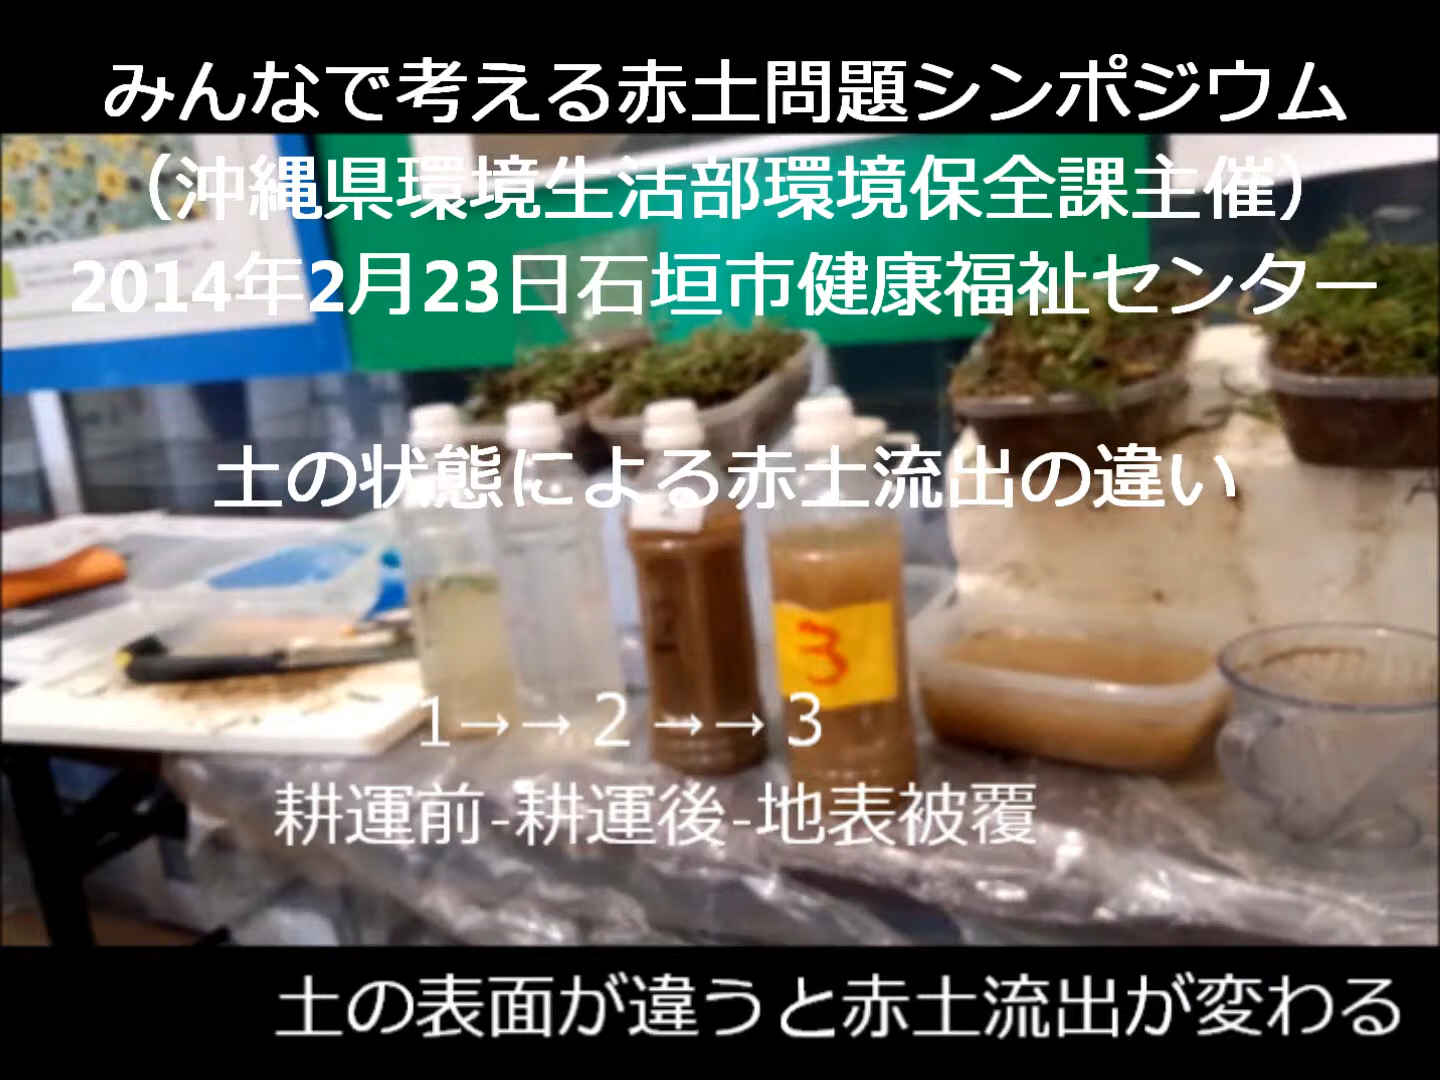 みんなで考える赤土問題シンポジウム
（沖縄県環境生活部環境保全課主催）
2014年2月23日石垣市健康福祉センター
土の状態による赤土流出の違い
3
1→→ 2 →→ 3
耕運前-耕運後-地表被覆
土の表面が違うと赤土流出が変わる